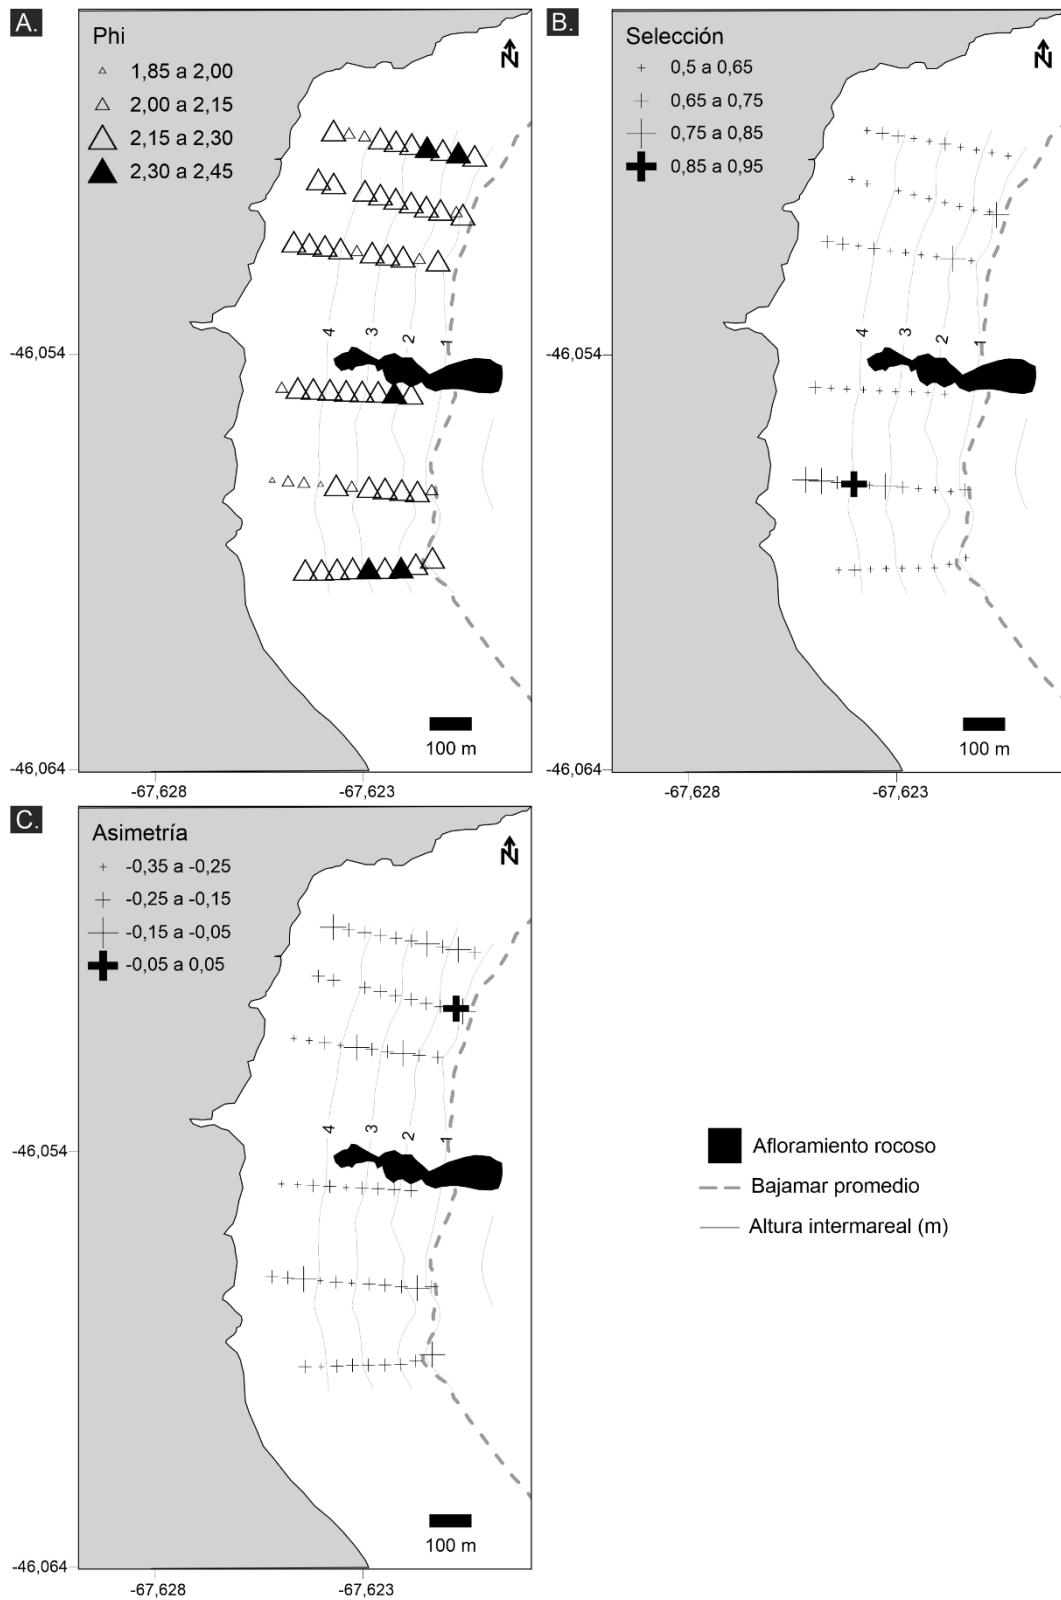 A.
Phi
1,85 a 2,00
2,00 a 2,15
2,15 a 2,30
2,30 a 2,45
N
4
3
2
1
-46,054
-46,064
100 m
-67,628
-67,623
B.
Selección
0,5 a 0,65
0,65 a 0,75
0,75 a 0,85
0,85 a 0,95
N
4
3
2
1
-46,054
-46,064
100 m
-67,628
-67,623
C.
Asimetría
-0,35 a -0,25
-0,25 a -0,15
-0,15 a -0,05
-0,05 a 0,05
N
4
3
2
1
-46,054
-46,064
100 m
-67,628
-67,623
Afloramiento rocoso
Bajamar promedio
Altura intermareal (m)